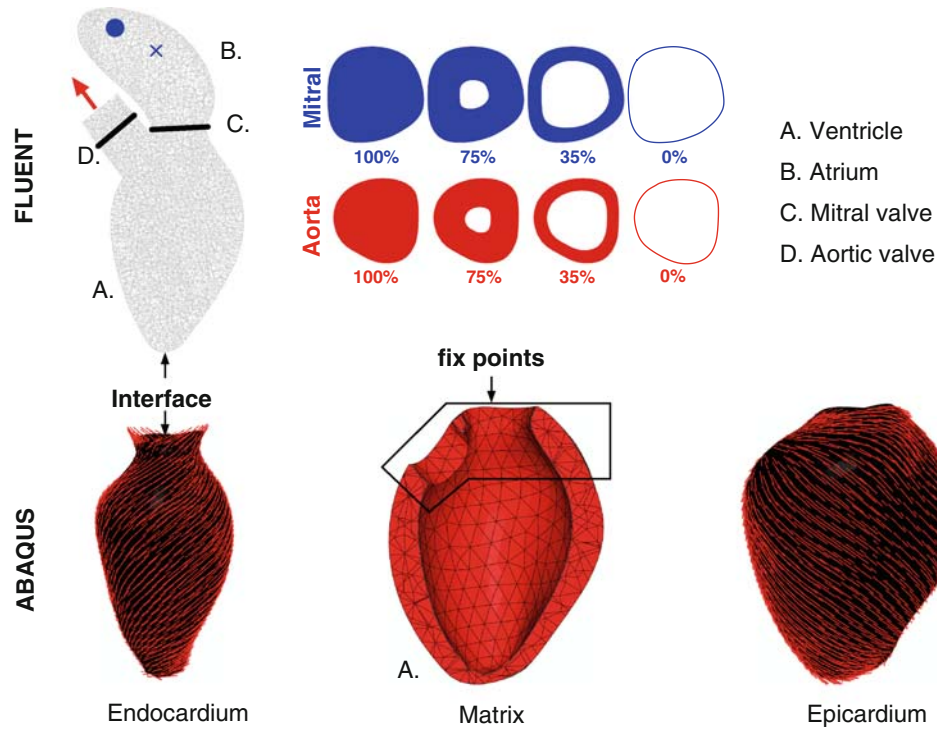 FLUENT
B.
C.
D.
A.
Mitral
100% 75% 35% 0%
Aorta
100% 75% 35% 0%
A. Ventricle
B. Atrium
C. Mitral valve
D. Aortic valve
Interface
fix points
ABAQUS
A.
Endocardium
Matrix
Epicardium